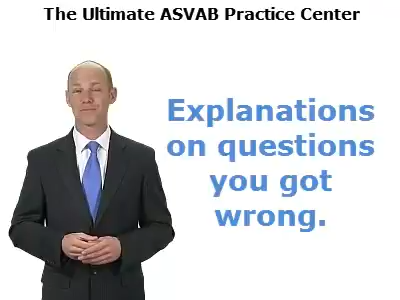 The Ultimate ASVAB Practice Center
Explanations
on questions
you got
wrong.